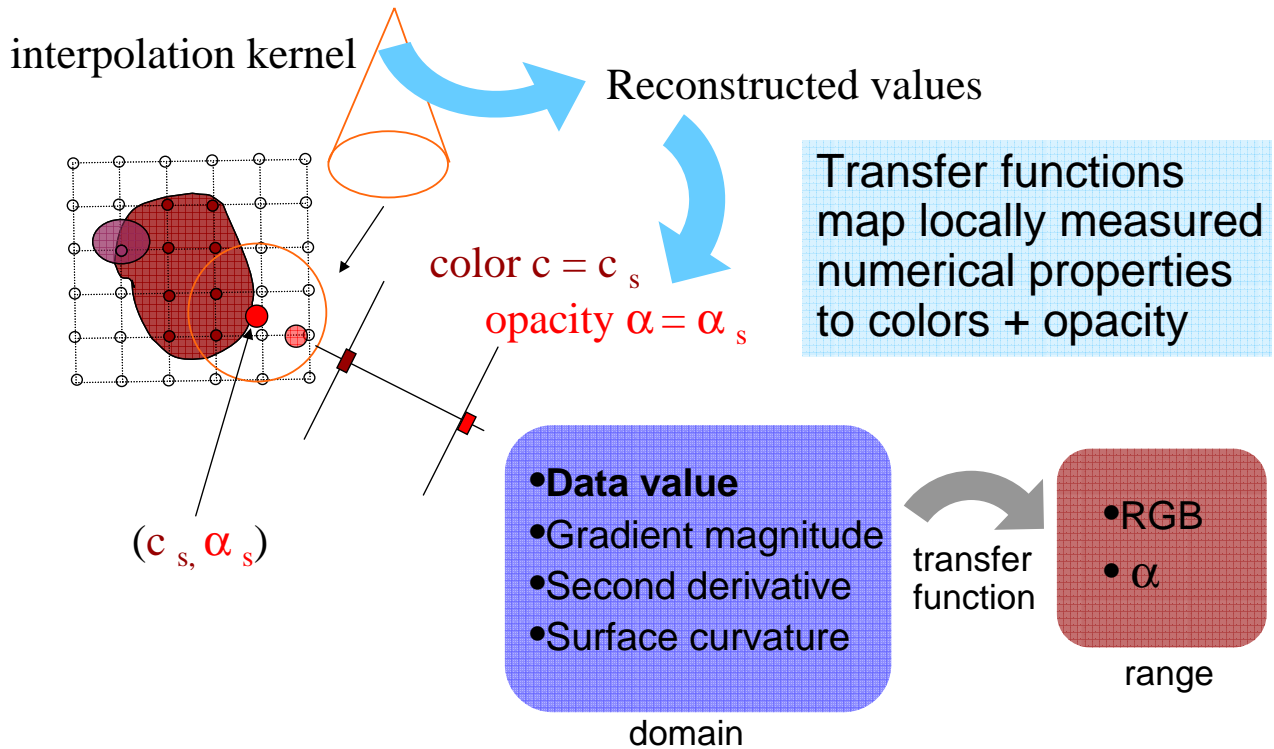 interpolation kernel
Reconstructed values
Transfer functions
map locally measured
numerical properties
to colors + opacity
color c = c s
opacity α = α s
(c s, α s)
•Data value
•Gradient magnitude
•Second derivative
•Surface curvature
domain
transfer
function
•RGB
• α
range